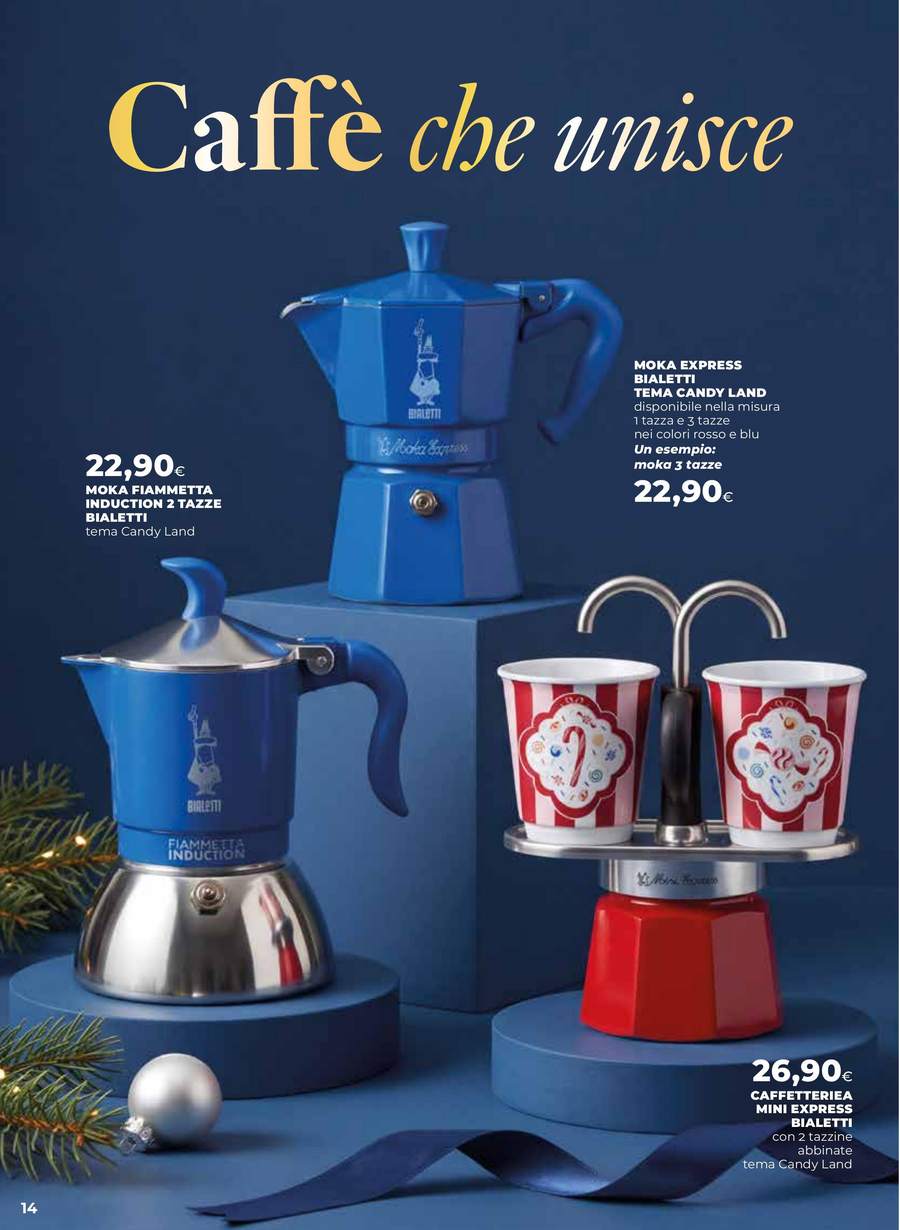 Caffè che unisce
MOKA EXPRESS
BIALETTI
TEMA CANDY LAND
disponibile nella misura
1 tazza e 3 tazze
nei colori rosso e blu
Un esempio:
moka 3 tazze
22,90€
22,90€
MOKA FIAMMETTA
INDUCTION 2 TAZZE
BIALETTI
tema Candy Land
BIALETTI
Moka Express
BIALETTI
FIAMMETTA
INDUCTION
Mini Express
26,90€
CAFFETTERIEA
MINI EXPRESS
BIALETTI
con 2 tazzine
abbinate
tema Candy Land
14